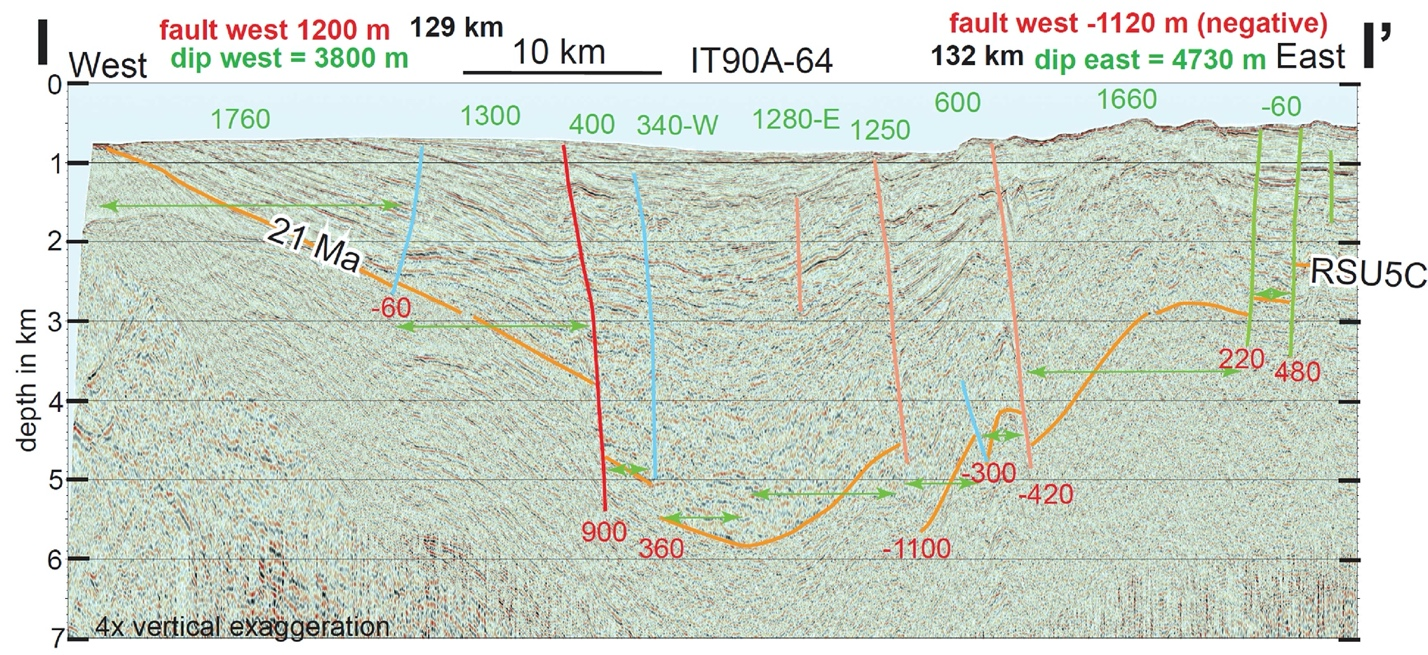 I
fault west 1200 m
129 km
dip west = 3800 m
West
10 km
IT90A-64
fault west -1120 m (negative)
132 km
dip east = 4730 m
East
I’
0
1760
1300
400
340-W
1280-E
1250
600
1660
-60
1
2
21 Ma
RSU5C
-60
3
220
480
4
5
-300
-420
900
360
-1100
6
4x vertical exaggeration
7
depth in km